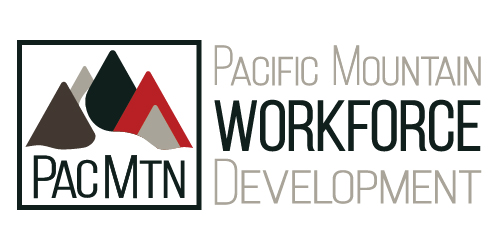 PACMTN
PACIFIC MOUNTAIN
WORKFORCE
DEVELOPMENT